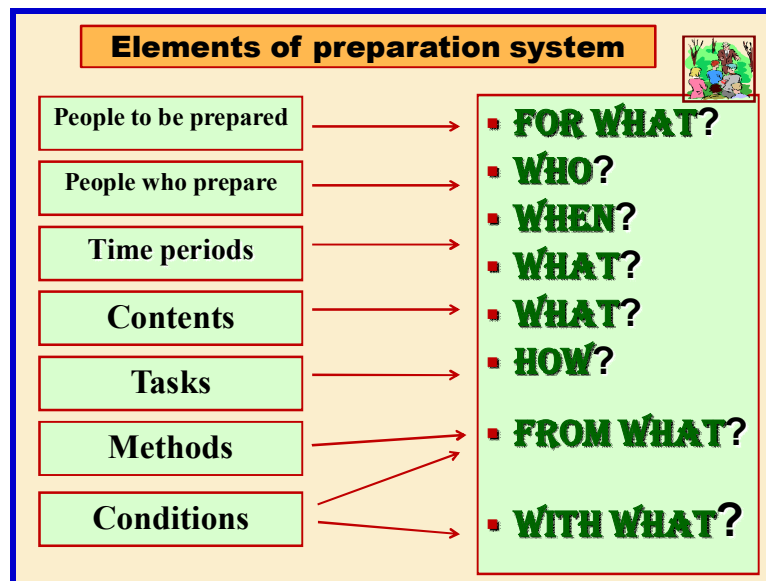 Elements of preparation system
People to be prepared
People who prepare
Time periods
Contents
Tasks
Methods
Conditions
FOR WHAT?
WHO?
WHEN?
WHAT?
WHAT?
HOW?
FROM WHAT?
WITH WHAT?